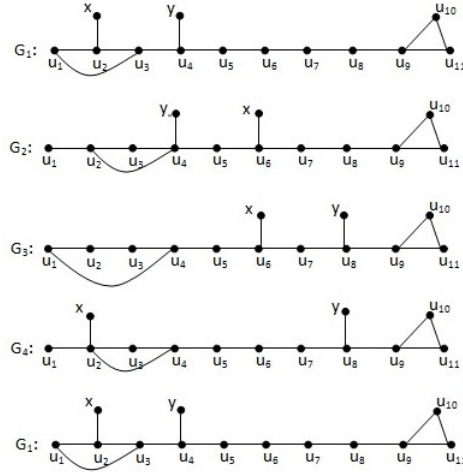 x y u₁₀
G₁: u₁ u₂ u₃ u₄ u₅ u₆ u₇ u₈ u₉ u₁₁
y x u₁₀
G₂: u₁ u₂ u₃ u₄ u₅ u₆ u₇ u₈ u₉ u₁₁
x y u₁₀
G₃: u₁ u₂ u₃ u₄ u₅ u₆ u₇ u₈ u₉ u₁₁
x y u₁₀
G₄: u₁ u₂ u₃ u₄ u₅ u₆ u₇ u₈ u₉ u₁₁
x y u₁₀
G₁: u₁ u₂ u₃ u₄ u₅ u₆ u₇ u₈ u₉ u₁₁